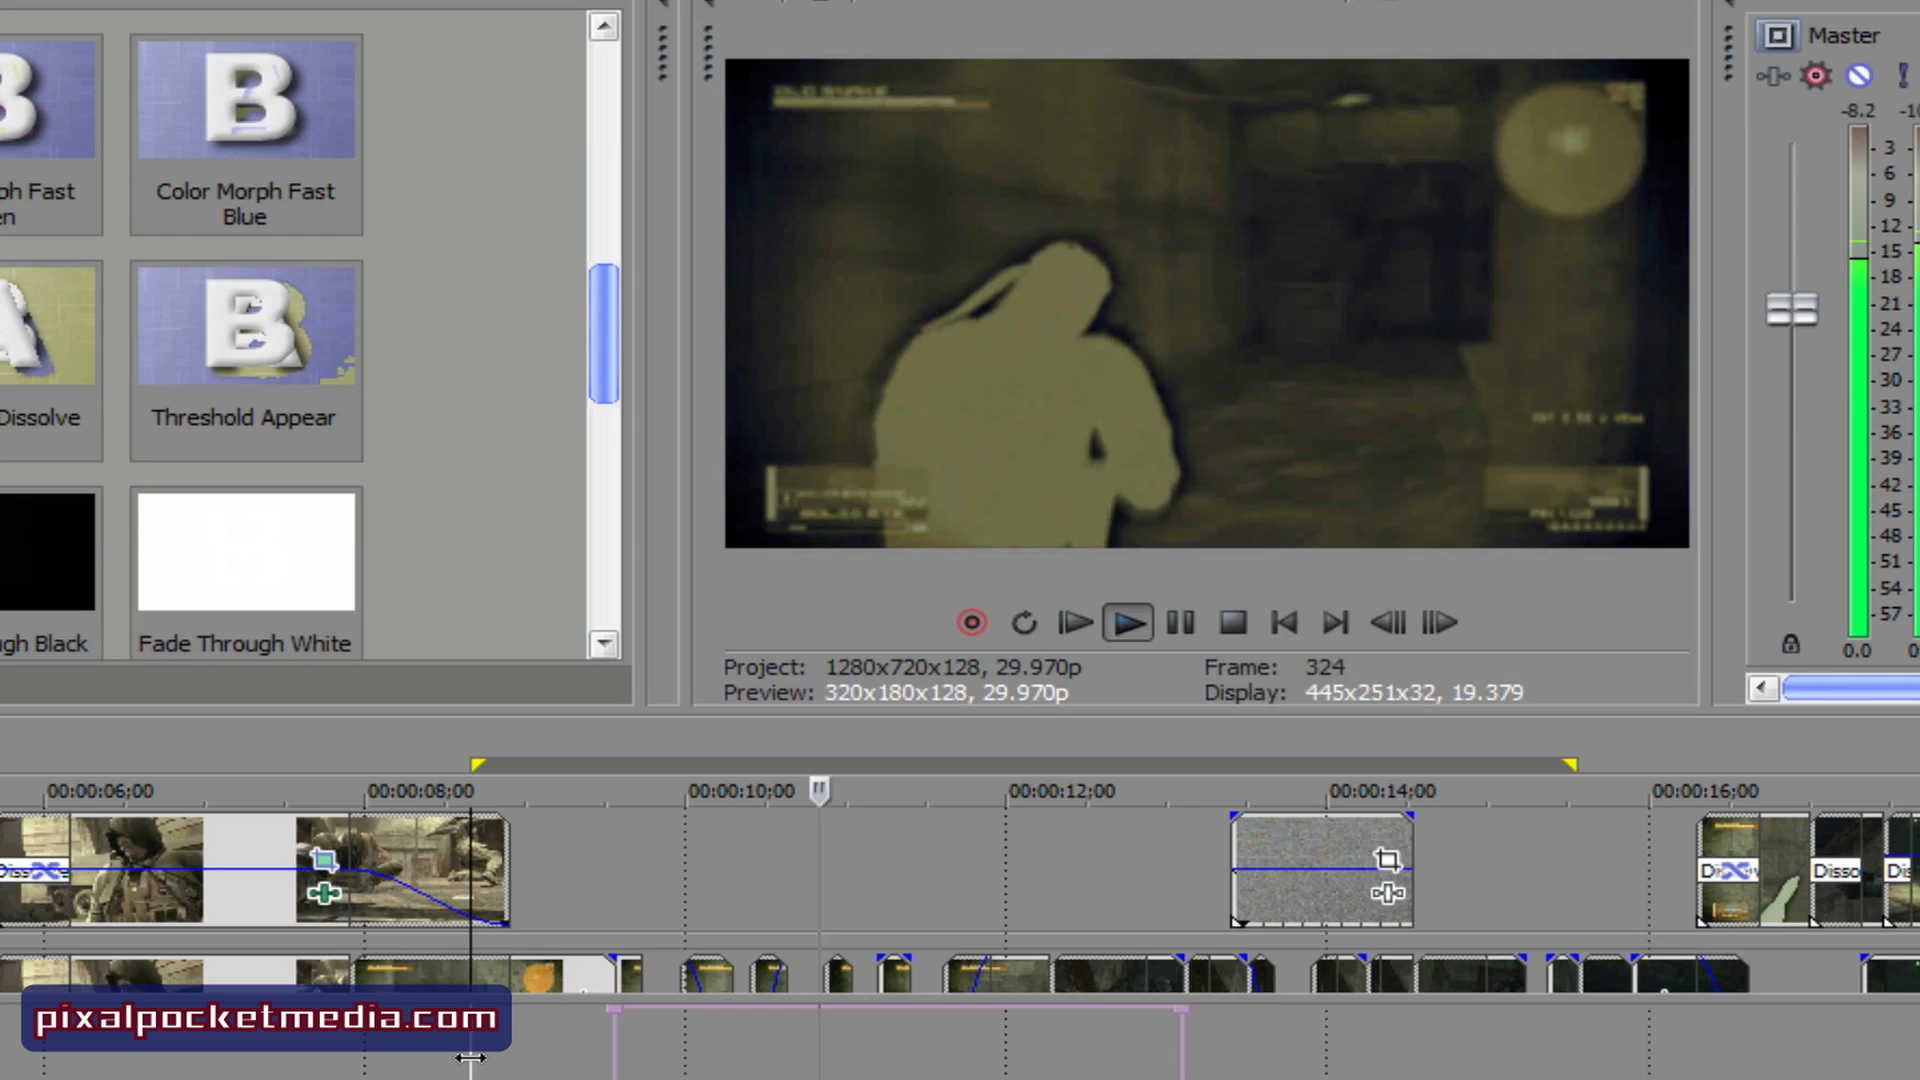 ph Fast
en
Color Morph Fast
Blue
Dissolve
Threshold Appear
ugh Black
Fade Through White
Project: 1280x720x128, 29.970p
Preview: 320x180x128, 29.970p
Frame: 324
Display: 445x251x32, 19.379
Master
-8.2 -10
3
6
9
12
15
18
21
24
27
30
33
36
39
42
45
48
51
54
57
0.0 0
00:00:06;00 00:00:08;00 00:00:10;00 00:00:12;00 00:00:14;00 00:00:16;00
Disso
pixalpocketmedia.com